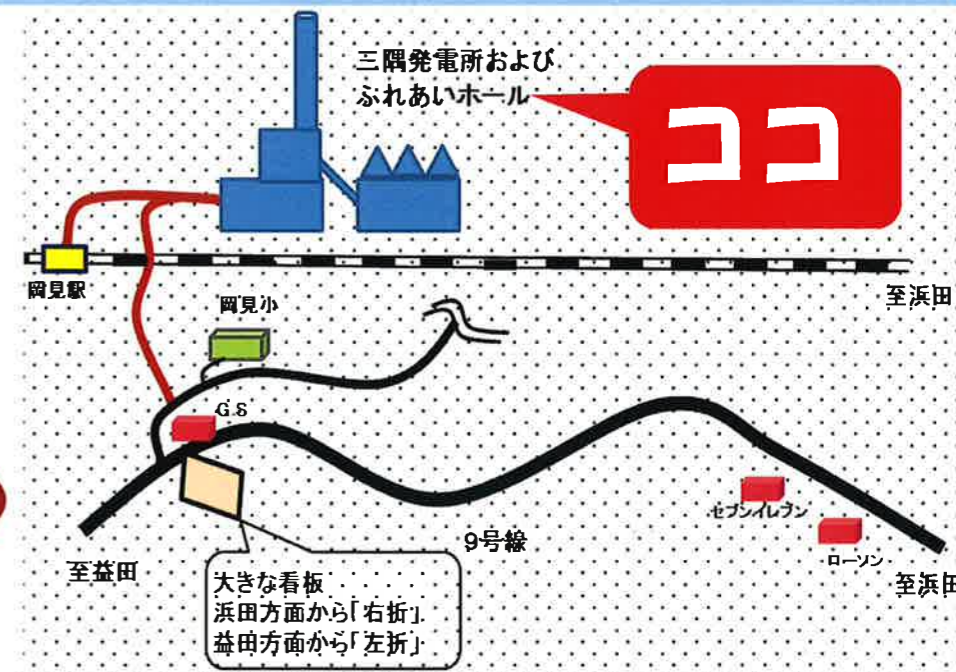 三隅発電所および
ふれあいホール
ココ
岡見駅
至浜田
岡見小
G.S
セブンイレブン
9号線
ローソン
至益田
至浜田
大きな看板
浜田方面から「右折」
益田方面から「左折」